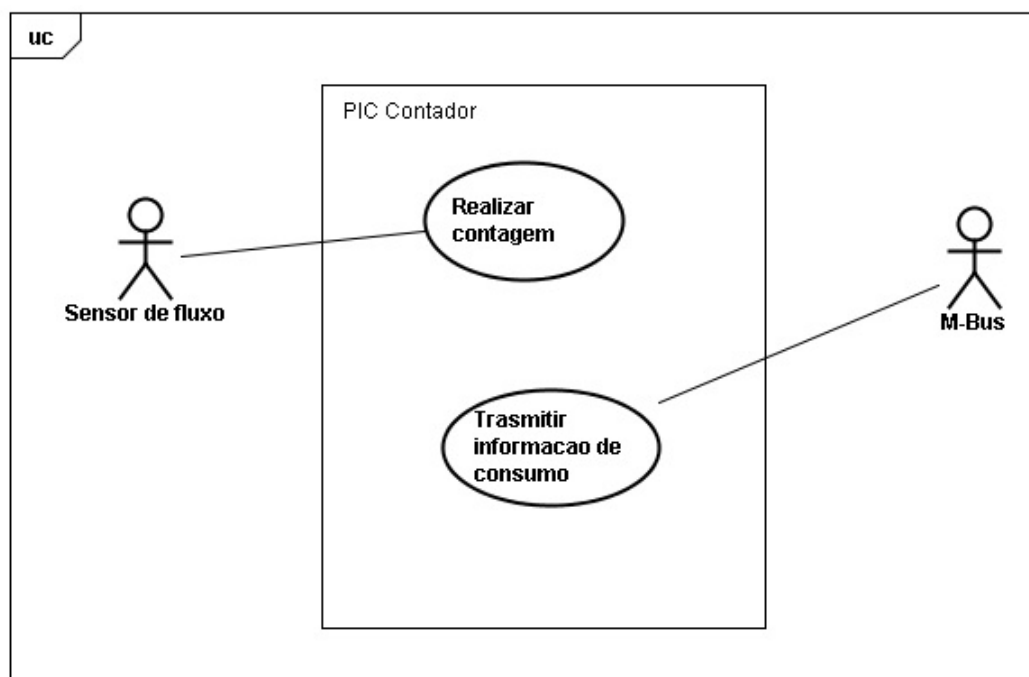 uc
PIC Contador
Realizar
contagem
Sensor de fluxo
M-Bus
Trasmitir
informacao de
consumo